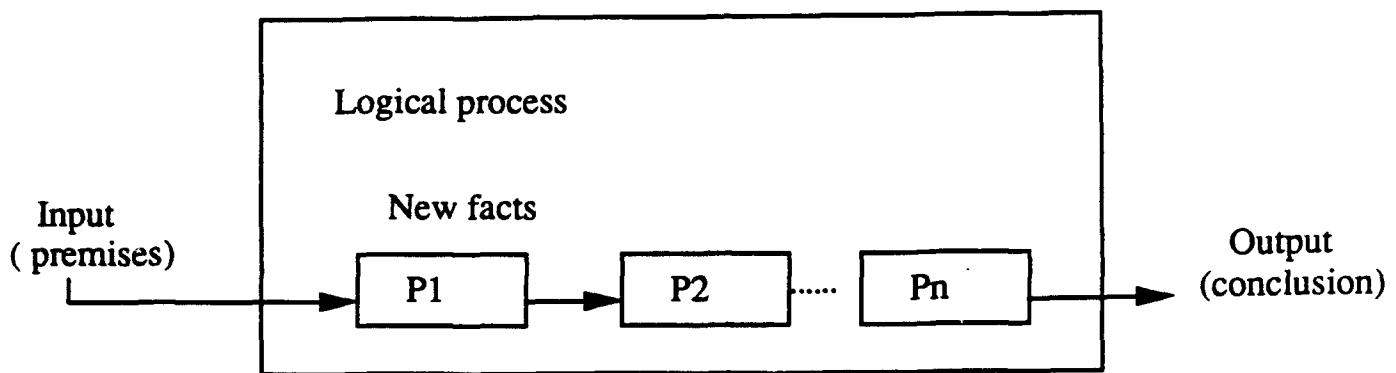 Logical process
New facts
Input
( premises)
P1
P2
......
Pn
Output
(conclusion)